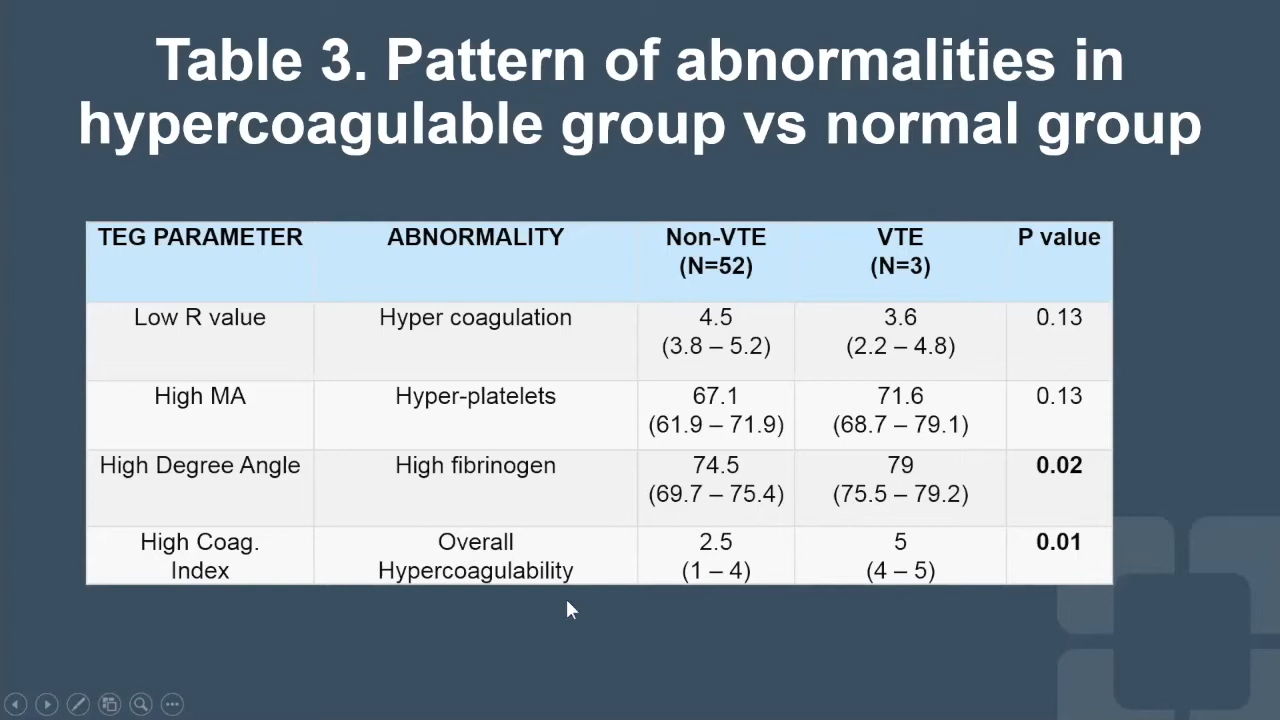 Table 3. Pattern of abnormalities in
hypercoagulable group vs normal group
TEG PARAMETER ABNORMALITY Non-VTE (N=52) VTE (N=3) P value
Low R value Hyper coagulation 4.5 (3.8 – 5.2) 3.6 (2.2 – 4.8) 0.13
High MA Hyper-platelets 67.1 (61.9 – 71.9) 71.6 (68.7 – 79.1) 0.13
High Degree Angle High fibrinogen 74.5 (69.7 – 75.4) 79 (75.5 – 79.2) 0.02
High Coag. Index Overall Hypercoagulability 2.5 (1 – 4) 5 (4 – 5) 0.01